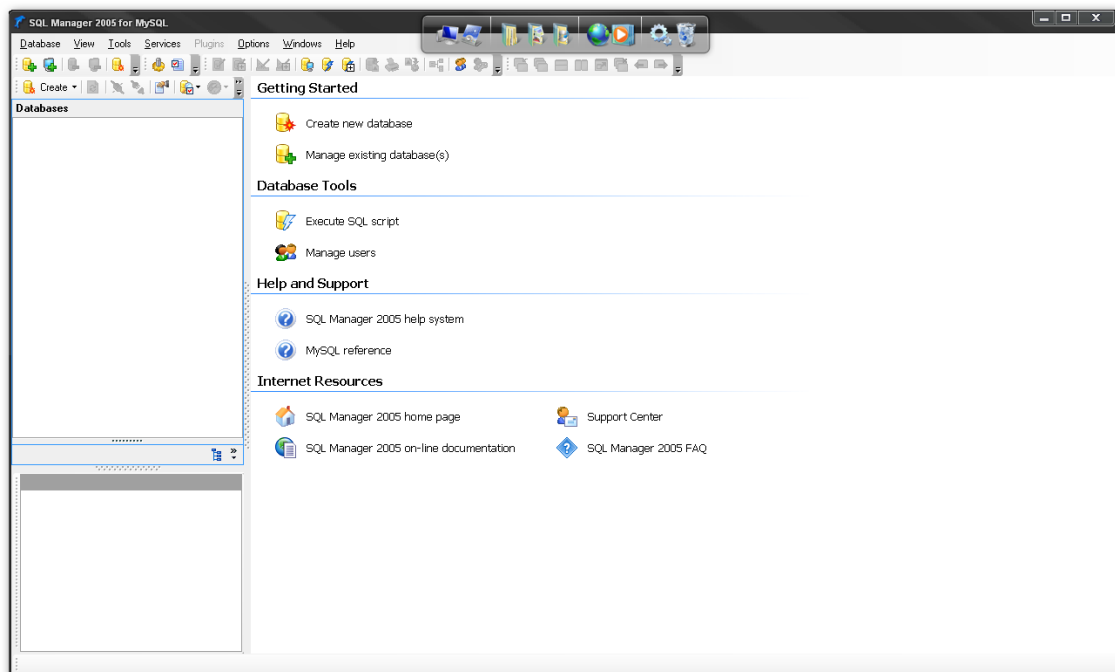 SQL Manager 2005 for MySQL
Database View Tools Services Plugins Options Windows Help
Create
Databases
Getting Started
Create new database
Manage existing database(s)
Database Tools
Execute SQL script
Manage users
Help and Support
SQL Manager 2005 help system
MySQL reference
Internet Resources
SQL Manager 2005 home page Support Center
SQL Manager 2005 on-line documentation SQL Manager 2005 FAQ